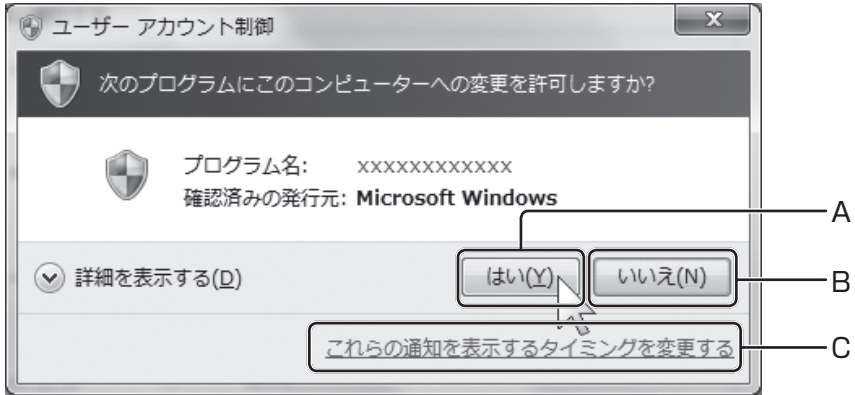 ユーザー アカウント制御
x
次のプログラムにこのコンピューターへの変更を許可しますか?
プログラム名: xxxxxxxxxxxx
確認済みの発行元: Microsoft Windows
A
詳細を表示する(D)
はい(Y)
いいえ(N)
B
これらの通知を表示するタイミングを変更する
C